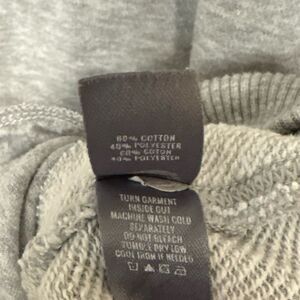 60% COTTON
40% POLYESTER
60% COTON
40% POLYESTER
TURN GARMENT
INSIDE OUT
MACHINE WASH COLD
SEPARATELY
DO NOT BLEACH
TUMBLE DRY LOW
COOL IRON IF NEEDED